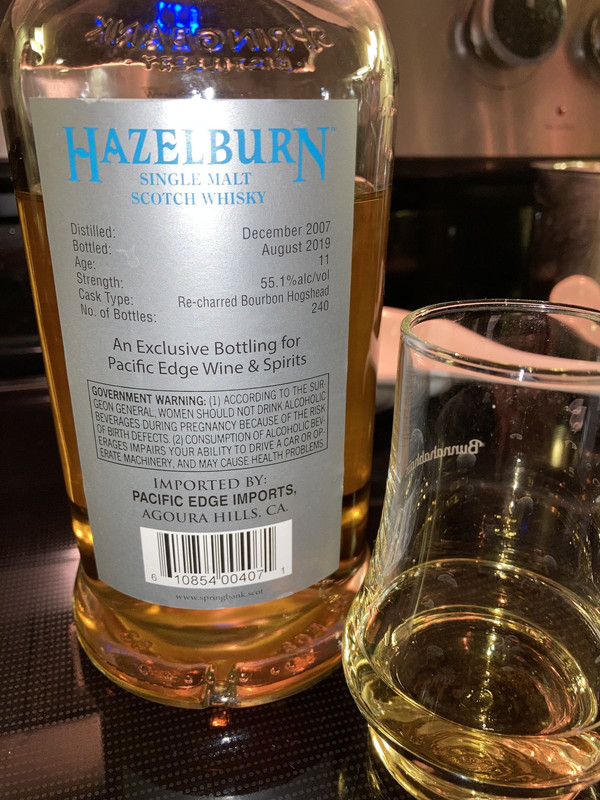 SPRINGBANK
DISTILLERY
HAZELBURN
SINGLE MALT
SCOTCH WHISKY
Distilled: December 2007
Bottled: August 2019
Age: 11
Strength: 55.1%alc/vol
Cask Type: Re-charred Bourbon Hogshead
No. of Bottles: 240
An Exclusive Bottling for
Pacific Edge Wine & Spirits
GOVERNMENT WARNING: (1) ACCORDING TO THE SUR-
GEON GENERAL, WOMEN SHOULD NOT DRINK ALCOHOLIC
BEVERAGES DURING PREGNANCY BECAUSE OF THE RISK
OF BIRTH DEFECTS. (2) CONSUMPTION OF ALCOHOLIC BEV-
ERAGES IMPAIRS YOUR ABILITY TO DRIVE A CAR OR OP-
ERATE MACHINERY, AND MAY CAUSE HEALTH PROBLEMS.
IMPORTED BY:
PACIFIC EDGE IMPORTS,
AGOURA HILLS, CA.
6 10854 00407 1
www.springbank.scot